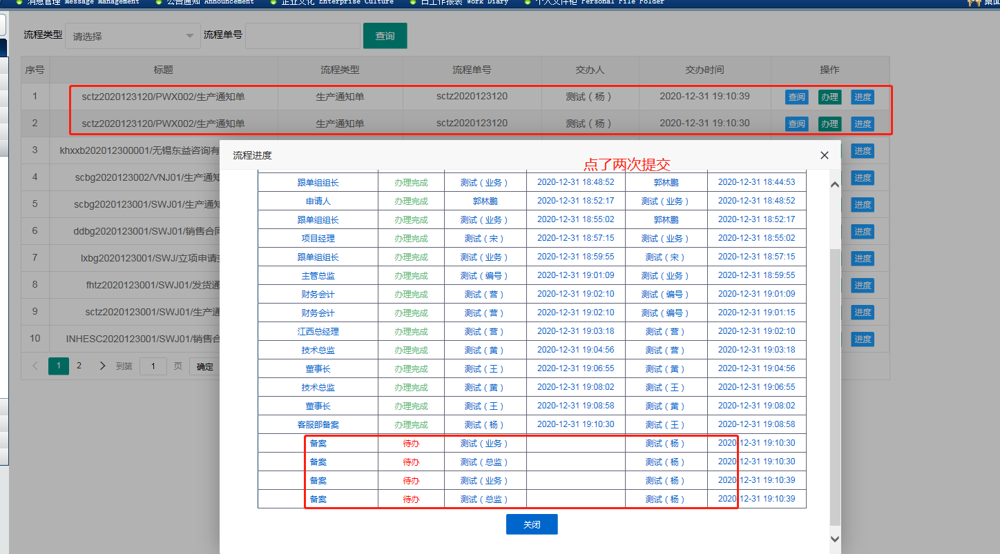 消息管理 Message Management 公告通知 Announcement 企业文化 Enterprise Culture 日工作报表 Work Diary 个人文件柜 Personal File Folder 桌面
流程类型 请选择 流程单号 查询
序号 标题 流程类型 流程单号 交办人 交办时间 操作
1 sctz2020123120/PWX002/生产通知单 生产通知单 sctz2020123120 测试（杨） 2020-12-31 19:10:39 查阅 办理 进度
2 sctz2020123120/PWX002/生产通知单 生产通知单 sctz2020123120 测试（杨） 2020-12-31 19:10:30 查阅 办理 进度
3 khxxb202012300001/无锡东益咨询有 进度
流程进度
点了两次提交
4 scbg2020123002/VNJ01/生产通知 进度
5 scbg2020123001/SWJ01/生产通知 进度
6 ddbg2020123001/SWJ01/销售合同 进度
7 lxbg2020123001/SWJ/立项申请 进度
8 fhtz2020123001/SWJ01/发货通 进度
9 sctz2020123001/SWJ01/生产通 进度
10 INHESC2020123001/SWJ01/销售合 进度
1 2 到第 1 页 确定
跟单组组长 办理完成 测试（业务） 2020-12-31 18:48:52 郭林鹏 2020-12-31 18:44:53
申请人 办理完成 郭林鹏 2020-12-31 18:52:17 测试（业务） 2020-12-31 18:48:52
跟单组组长 办理完成 测试（业务） 2020-12-31 18:55:02 郭林鹏 2020-12-31 18:52:17
项目经理 办理完成 测试（宋） 2020-12-31 18:57:15 测试（业务） 2020-12-31 18:55:02
跟单组组长 办理完成 测试（业务） 2020-12-31 18:59:55 测试（宋） 2020-12-31 18:57:15
主管总监 办理完成 测试（编号） 2020-12-31 19:01:09 测试（业务） 2020-12-31 18:59:55
财务会计 办理完成 测试（营） 2020-12-31 19:02:10 测试（编号） 2020-12-31 19:01:09
财务会计 办理完成 测试（营） 2020-12-31 19:02:10 测试（编号） 2020-12-31 19:01:15
江西总经理 办理完成 测试（营） 2020-12-31 19:03:18 测试（营） 2020-12-31 19:02:10
技术总监 办理完成 测试（黄） 2020-12-31 19:04:56 测试（营） 2020-12-31 19:03:18
董事长 办理完成 测试（王） 2020-12-31 19:06:55 测试（黄） 2020-12-31 19:04:56
技术总监 办理完成 测试（黄） 2020-12-31 19:08:02 测试（王） 2020-12-31 19:06:55
董事长 办理完成 测试（王） 2020-12-31 19:08:58 测试（黄） 2020-12-31 19:08:02
客服部备案 办理完成 测试（杨） 2020-12-31 19:10:30 测试（王） 2020-12-31 19:08:58
备案 待办 测试（业务） 测试（杨） 2020-12-31 19:10:30
备案 待办 测试（总监） 测试（杨） 2020-12-31 19:10:30
备案 待办 测试（业务） 测试（杨） 2020-12-31 19:10:39
备案 待办 测试（总监） 测试（杨） 2020-12-31 19:10:39
关闭